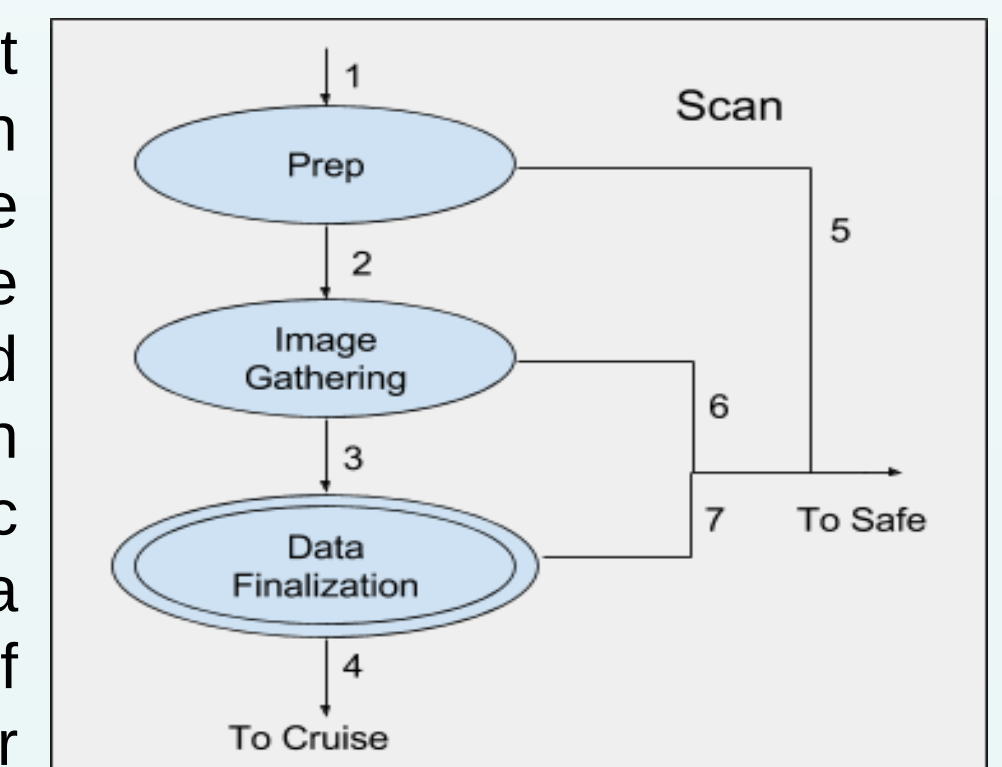 t
n
e
e
d
n
c
a
f
r
1
Scan
Prep
5
2
Image
Gathering
6
3
7
To Safe
Data
Finalization
4
To Cruise